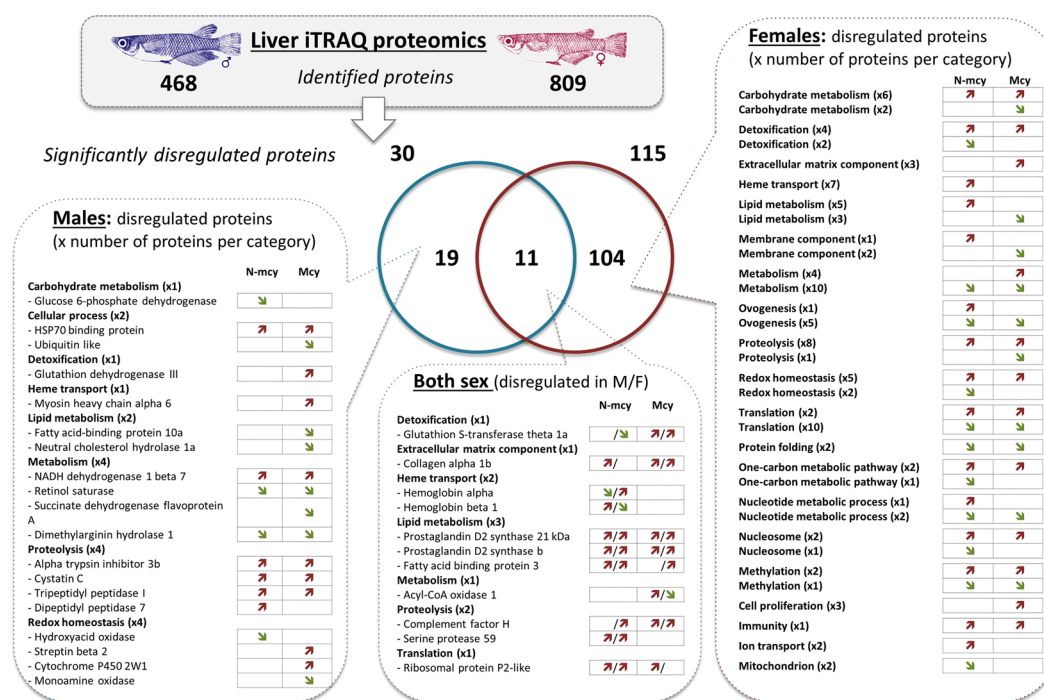 Liver iTRAQ proteomics
♂
♀
468
Identified proteins
809
Significantly disregulated proteins
30
115
19
11
104
Males: disregulated proteins
(x number of proteins per category)
N-mcy Mcy
Carbohydrate metabolism (x1)
- Glucose 6-phosphate dehydrogenase ↘
Cellular process (x2)
- HSP70 binding protein ↗ ↗
- Ubiquitin like ↘
Detoxification (x1)
- Glutathion dehydrogenase III ↗
Heme transport (x1)
- Myosin heavy chain alpha 6 ↗
Lipid metabolism (x2)
- Fatty acid-binding protein 10a ↘
- Neutral cholesterol hydrolase 1a ↘
Metabolism (x4)
- NADH dehydrogenase 1 beta 7 ↗ ↗
- Retinol saturase ↘ ↘
- Succinate dehydrogenase flavoprotein ↘
A
- Dimethylarginin hydrolase 1 ↘ ↘
Proteolysis (x4)
- Alpha trypsin inhibitor 3b ↗ ↗
- Cystatin C ↗ ↗
- Tripeptidyl peptidase I ↗ ↗
- Dipeptidyl peptidase 7 ↗
Redox homeostasis (x4)
- Hydroxyacid oxidase ↘
- Streptin beta 2 ↗
- Cytochrome P450 2W1 ↗
- Monoamine oxidase ↘
Both sex (disregulated in M/F)
N-mcy Mcy
Detoxification (x1)
- Glutathion S-transferase theta 1a /↘ ↗/↗
Extracellular matrix component (x1)
- Collagen alpha 1b ↗/ ↗/↗
Heme transport (x2)
- Hemoglobin alpha ↘/↗
- Hemoglobin beta 1 ↗/↘
Lipid metabolism (x3)
- Prostaglandin D2 synthase 21 kDa ↗/↗ ↗/↗
- Prostaglandin D2 synthase b ↗/↗ ↗/↗
- Fatty acid binding protein 3 ↗/↗ /↗
Metabolism (x1)
- Acyl-CoA oxidase 1 ↗/↘
Proteolysis (x2)
- Complement factor H /↗ ↗/↗
- Serine protease 59 ↗/↗
Translation (x1)
- Ribosomal protein P2-like ↗/↗ ↗/
Females: disregulated proteins
(x number of proteins per category)
N-mcy Mcy
Carbohydrate metabolism (x6) ↗ ↗
Carbohydrate metabolism (x2) ↘
Detoxification (x4) ↗ ↗
Detoxification (x2) ↘
Extracellular matrix component (x3) ↗
Heme transport (x7) ↗
Lipid metabolism (x5) ↗
Lipid metabolism (x3) ↘
Membrane component (x1) ↗
Membrane component (x2) ↘
Metabolism (x4) ↗
Metabolism (x10) ↘ ↘
Ovogenesis (x1) ↗
Ovogenesis (x5) ↘ ↘
Proteolysis (x8) ↗ ↗
Proteolysis (x1) ↘
Redox homeostasis (x5) ↗ ↗
Redox homeostasis (x2) ↘
Translation (x2) ↗ ↗
Translation (x10) ↘ ↘
Protein folding (x2) ↘ ↘
One-carbon metabolic pathway (x2) ↗ ↗
One-carbon metabolic pathway (x1) ↘
Nucleotide metabolic process (x1) ↗
Nucleotide metabolic process (x2) ↘ ↘
Nucleosome (x2) ↗ ↗
Nucleosome (x1) ↘
Methylation (x2) ↗ ↗
Methylation (x1) ↘ ↘
Cell proliferation (x3) ↗
Immunity (x1) ↗ ↗
Ion transport (x2) ↗
Mitochondrion (x2) ↘